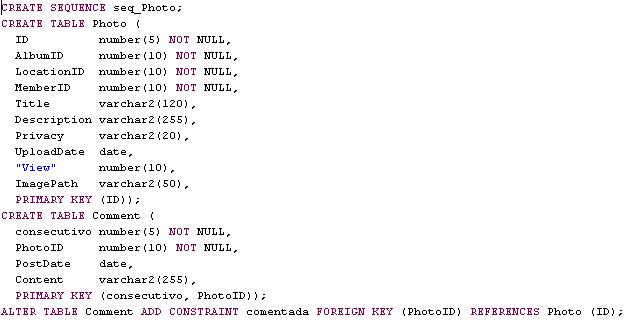 CREATE SEQUENCE seq_Photo;
CREATE TABLE Photo (
  ID          number(5) NOT NULL,
  AlbumID     number(10) NOT NULL,
  LocationID  number(10) NOT NULL,
  MemberID    number(10) NOT NULL,
  Title       varchar2(120),
  Description varchar2(255),
  Privacy     varchar2(20),
  UploadDate  date,
  "View"      number(10),
  ImagePath   varchar2(50),
  PRIMARY KEY (ID));
CREATE TABLE Comment (
  consecutivo number(5) NOT NULL,
  PhotoID     number(10) NOT NULL,
  PostDate    date,
  Content     varchar2(255),
  PRIMARY KEY (consecutivo, PhotoID));
ALTER TABLE Comment ADD CONSTRAINT comentada FOREIGN KEY (PhotoID) REFERENCES Photo (ID);